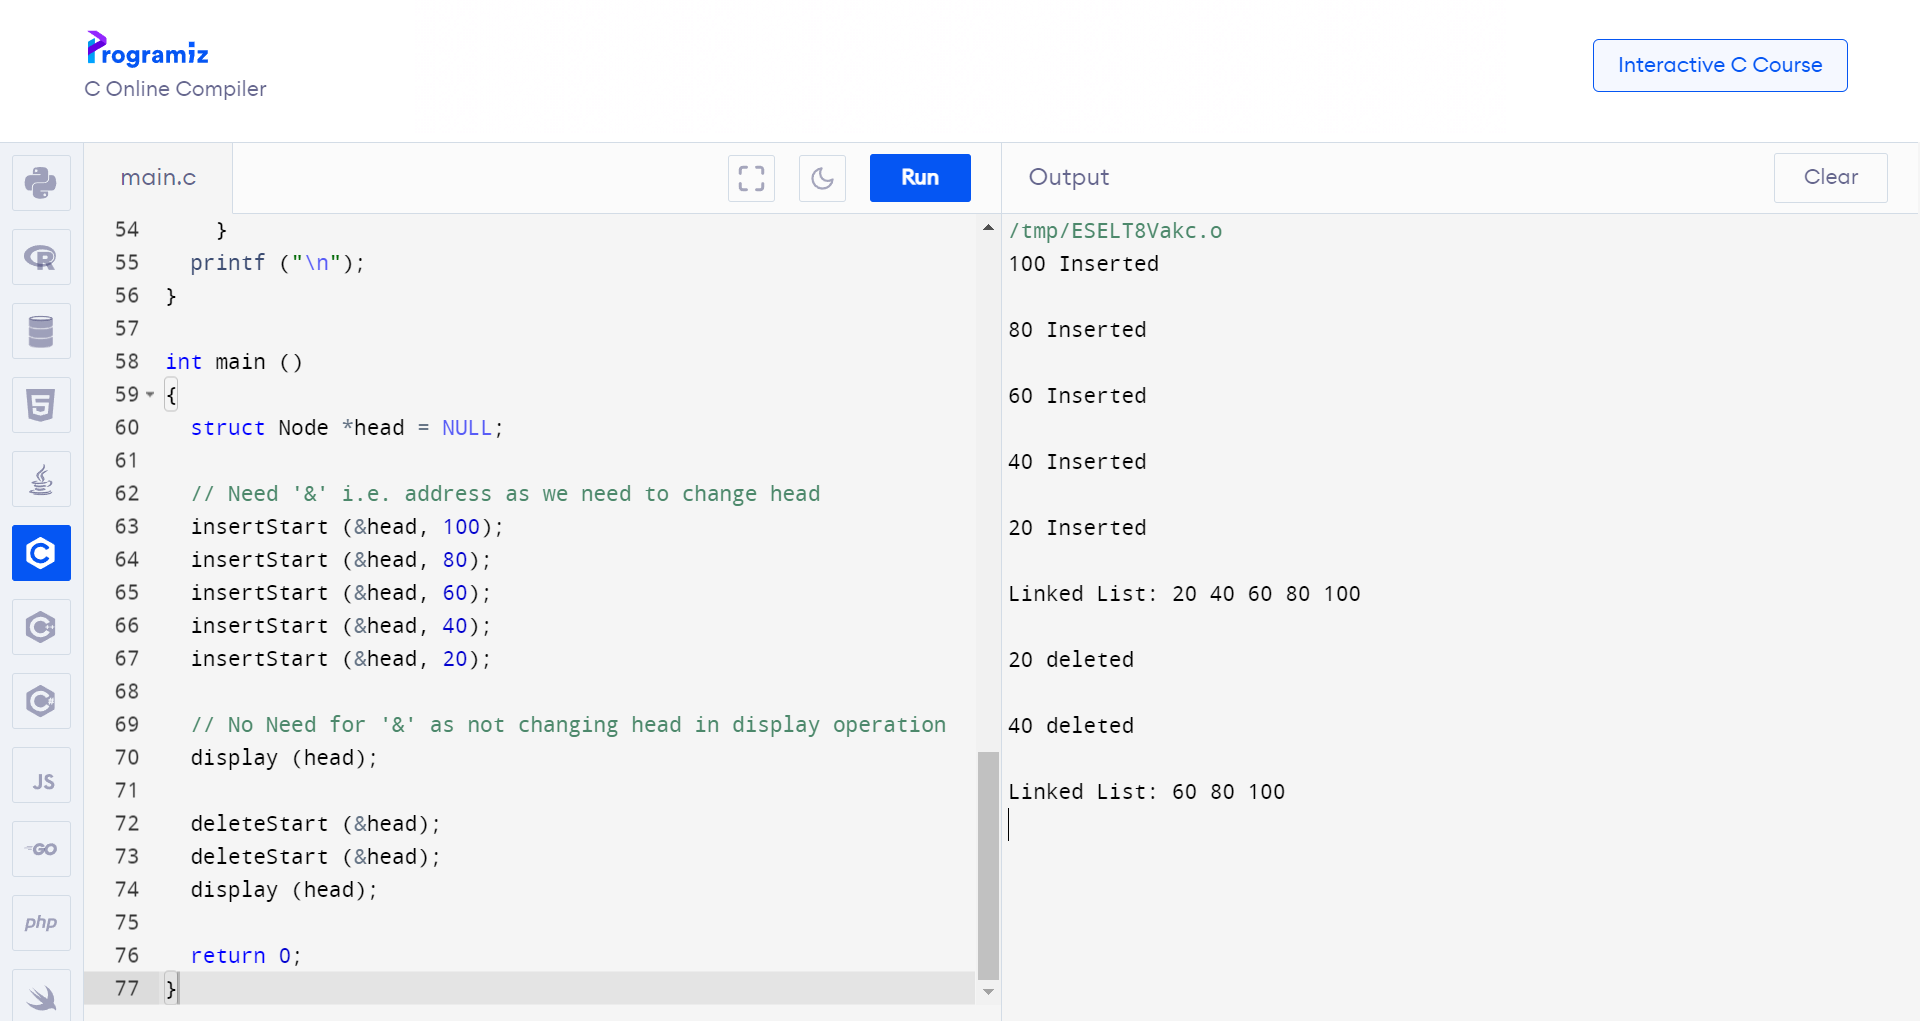 Programiz
C Online Compiler
Interactive C Course
main.c
Run
Output
Clear
54 }
55 printf ("\n");
56 }
57
58 int main ()
59 {
60 struct Node *head = NULL;
61
62 // Need '&' i.e. address as we need to change head
63 insertStart (&head, 100);
64 insertStart (&head, 80);
65 insertStart (&head, 60);
66 insertStart (&head, 40);
67 insertStart (&head, 20);
68
69 // No Need for '&' as not changing head in display operation
70 display (head);
71
72 deleteStart (&head);
73 deleteStart (&head);
74 display (head);
75
76 return 0;
77 }
/tmp/ESELT8Vakc.o
100 Inserted
80 Inserted
60 Inserted
40 Inserted
20 Inserted
Linked List: 20 40 60 80 100
20 deleted
40 deleted
Linked List: 60 80 100
R
5
C
C
C#
JS
GO
php